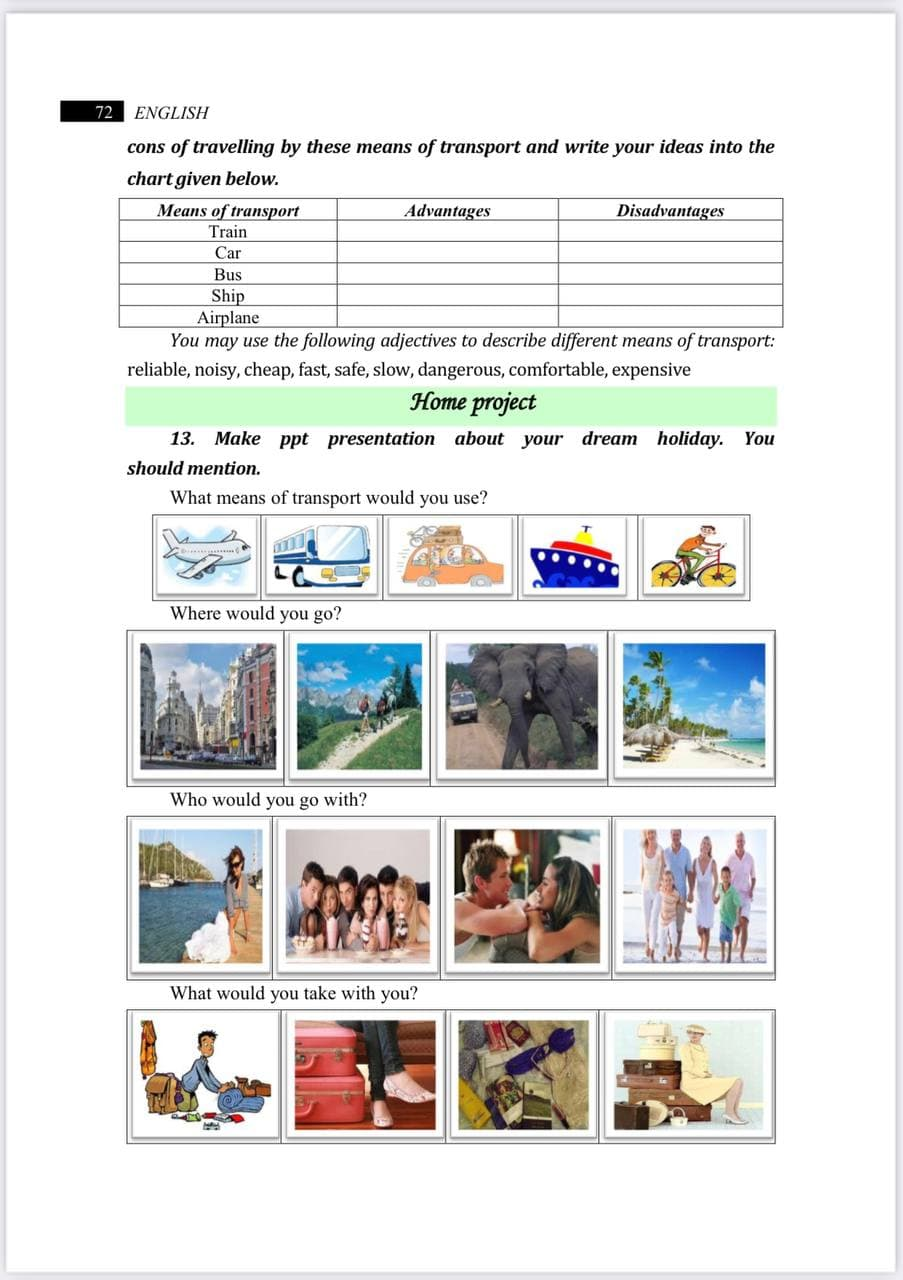 72 ENGLISH
cons of travelling by these means of transport and write your ideas into the
chart given below.
Means of transport Advantages Disadvantages
Train
Car
Bus
Ship
Airplane
You may use the following adjectives to describe different means of transport:
reliable, noisy, cheap, fast, safe, slow, dangerous, comfortable, expensive
Home project
13. Make ppt presentation about your dream holiday. You
should mention.
What means of transport would you use?
Where would you go?
Who would you go with?
What would you take with you?